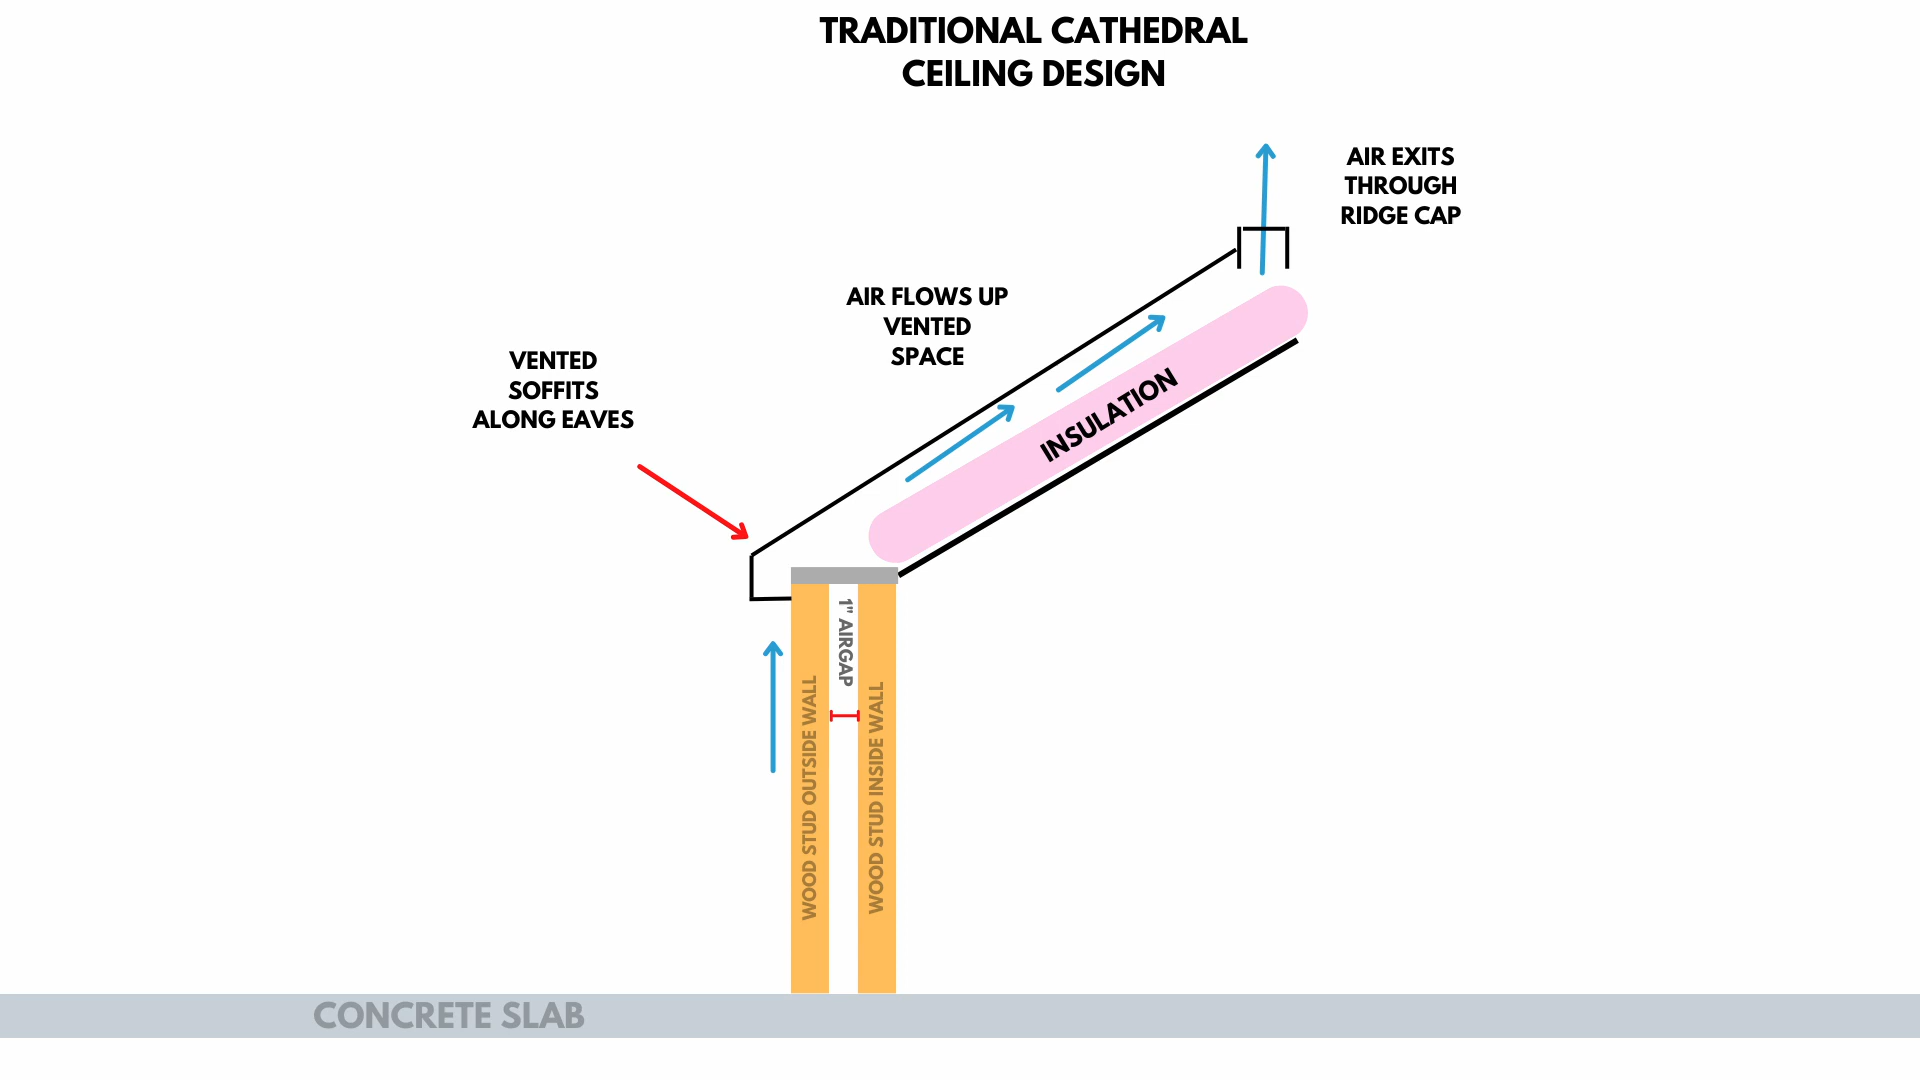 TRADITIONAL CATHEDRAL
CEILING DESIGN
AIR EXITS
THROUGH
RIDGE CAP
AIR FLOWS UP
VENTED
SPACE
VENTED
SOFFITS
ALONG EAVES
INSULATION
1" AIRGAP
WOOD STUD OUTSIDE WALL
WOOD STUD INSIDE WALL
CONCRETE SLAB